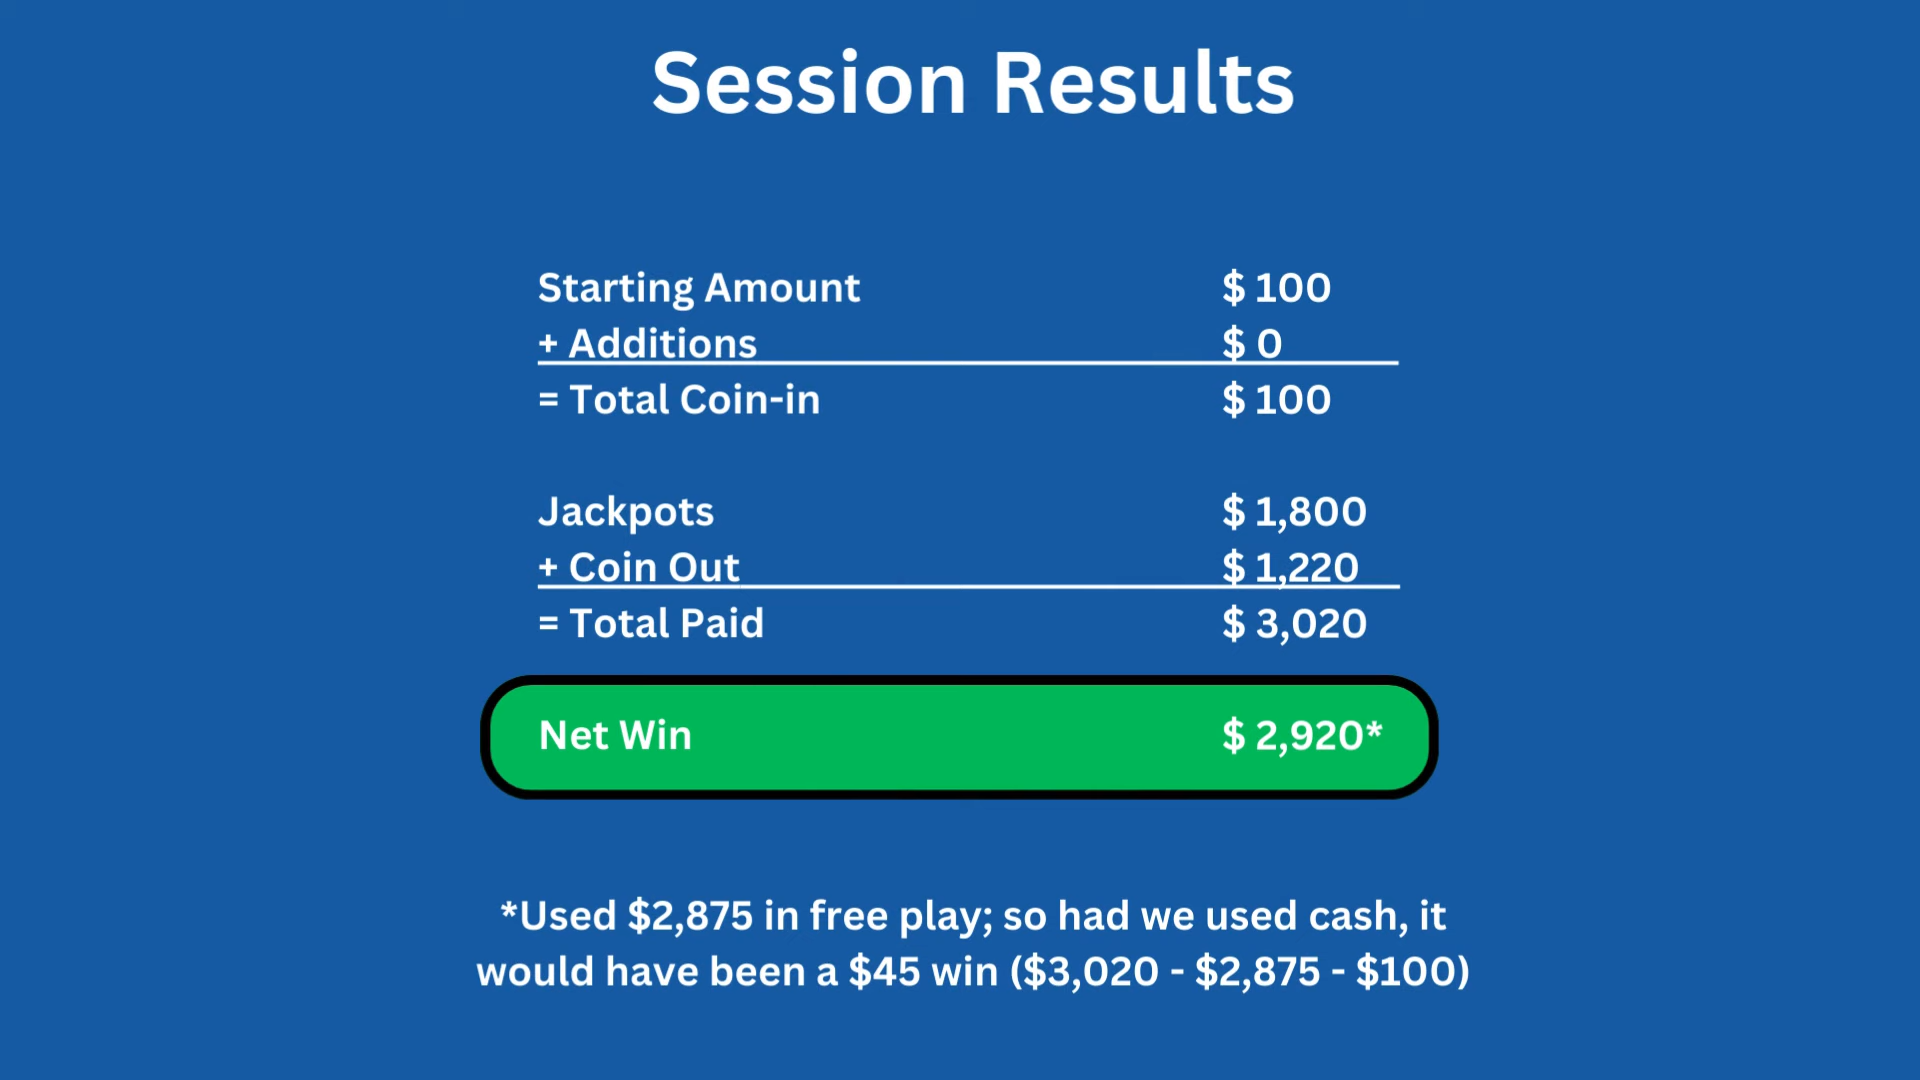 Session Results
Starting Amount $ 100
+ Additions $ 0
= Total Coin-in $ 100
Jackpots $ 1,800
+ Coin Out $ 1,220
= Total Paid $ 3,020
Net Win $ 2,920*
*Used $2,875 in free play; so had we used cash, it
would have been a $45 win ($3,020 - $2,875 - $100)